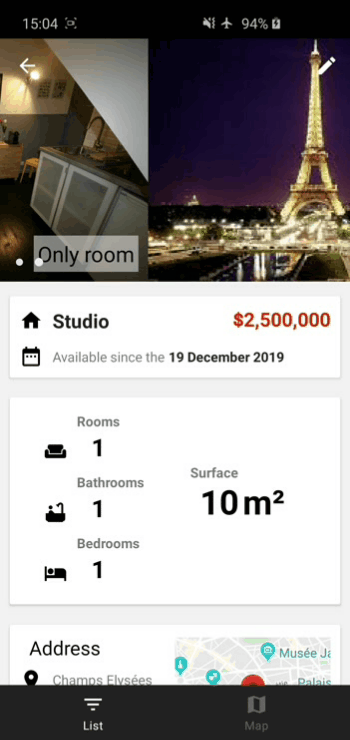 15:04
94%
Only room
Studio
$2,500,000
Available since the 19 December 2019
Rooms
1
Bathrooms
1
Bedrooms
1
Surface
10 m²
Address
Champs Elysées
Musée Ja
Palais
List
Map